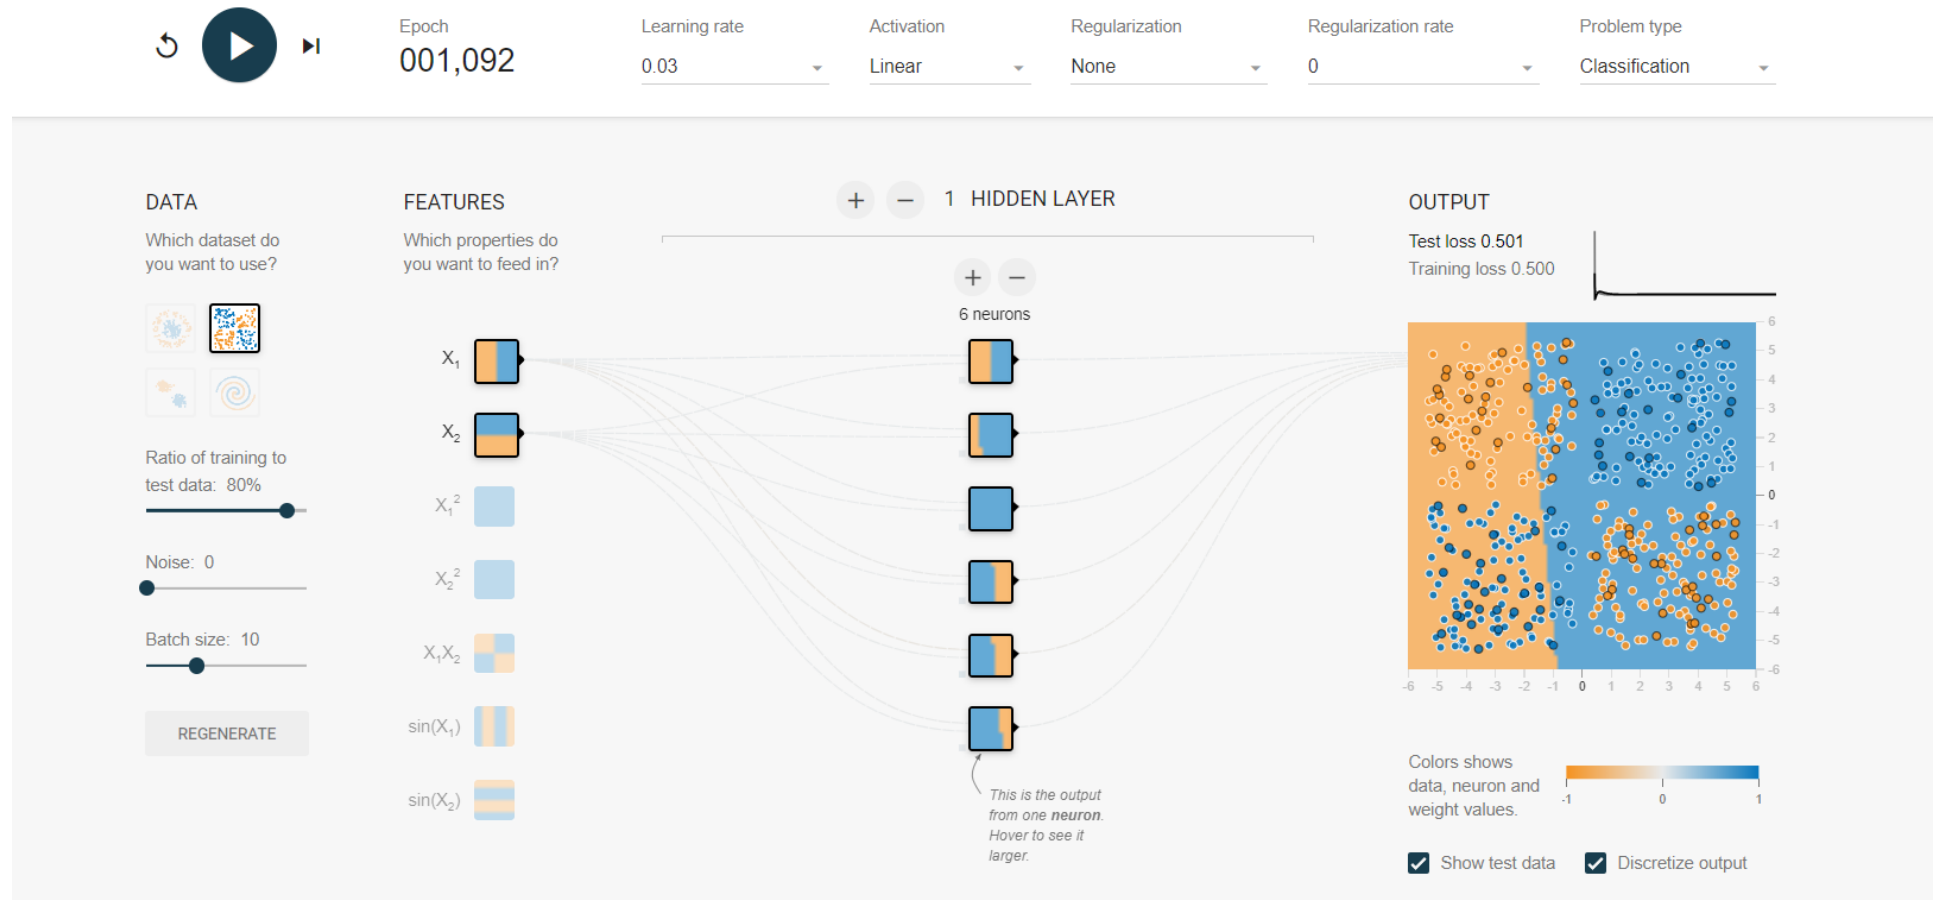 Epoch
001,092
Learning rate
0.03
Activation
Linear
Regularization
None
Regularization rate
0
Problem type
Classification
DATA
Which dataset do
you want to use?
Ratio of training to
test data: 80%
Noise: 0
Batch size: 10
REGENERATE
FEATURES
Which properties do
you want to feed in?
X1
X2
X1²
X2²
X1X2
sin(X1)
sin(X2)
+ − 1 HIDDEN LAYER
+ −
6 neurons
This is the output
from one neuron.
Hover to see it
larger.
OUTPUT
Test loss 0.501
Training loss 0.500
6
5
4
3
2
1
0
-1
-2
-3
-4
-5
-6
-6 -5 -4 -3 -2 -1 0 1 2 3 4 5 6
Colors shows
data, neuron and
weight values.
-1 0 1
Show test data
Discretize output